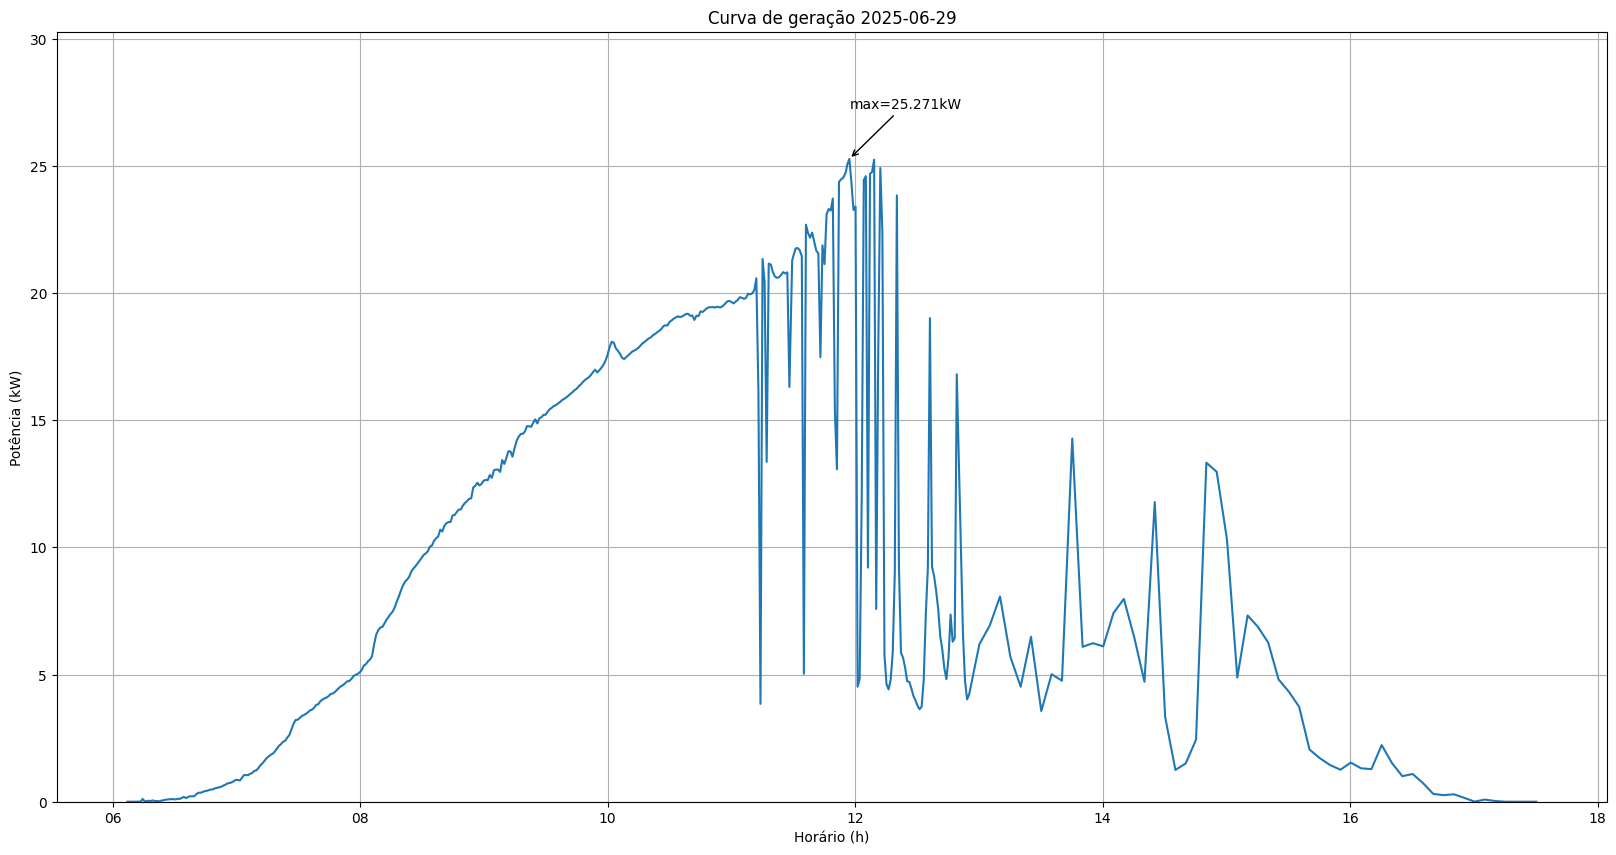 Curva de geração 2025-06-29
30
max=25.271kW
25
20
15
10
5
0
Potência (kW)
06 08 10 12 14 16 18
Horário (h)